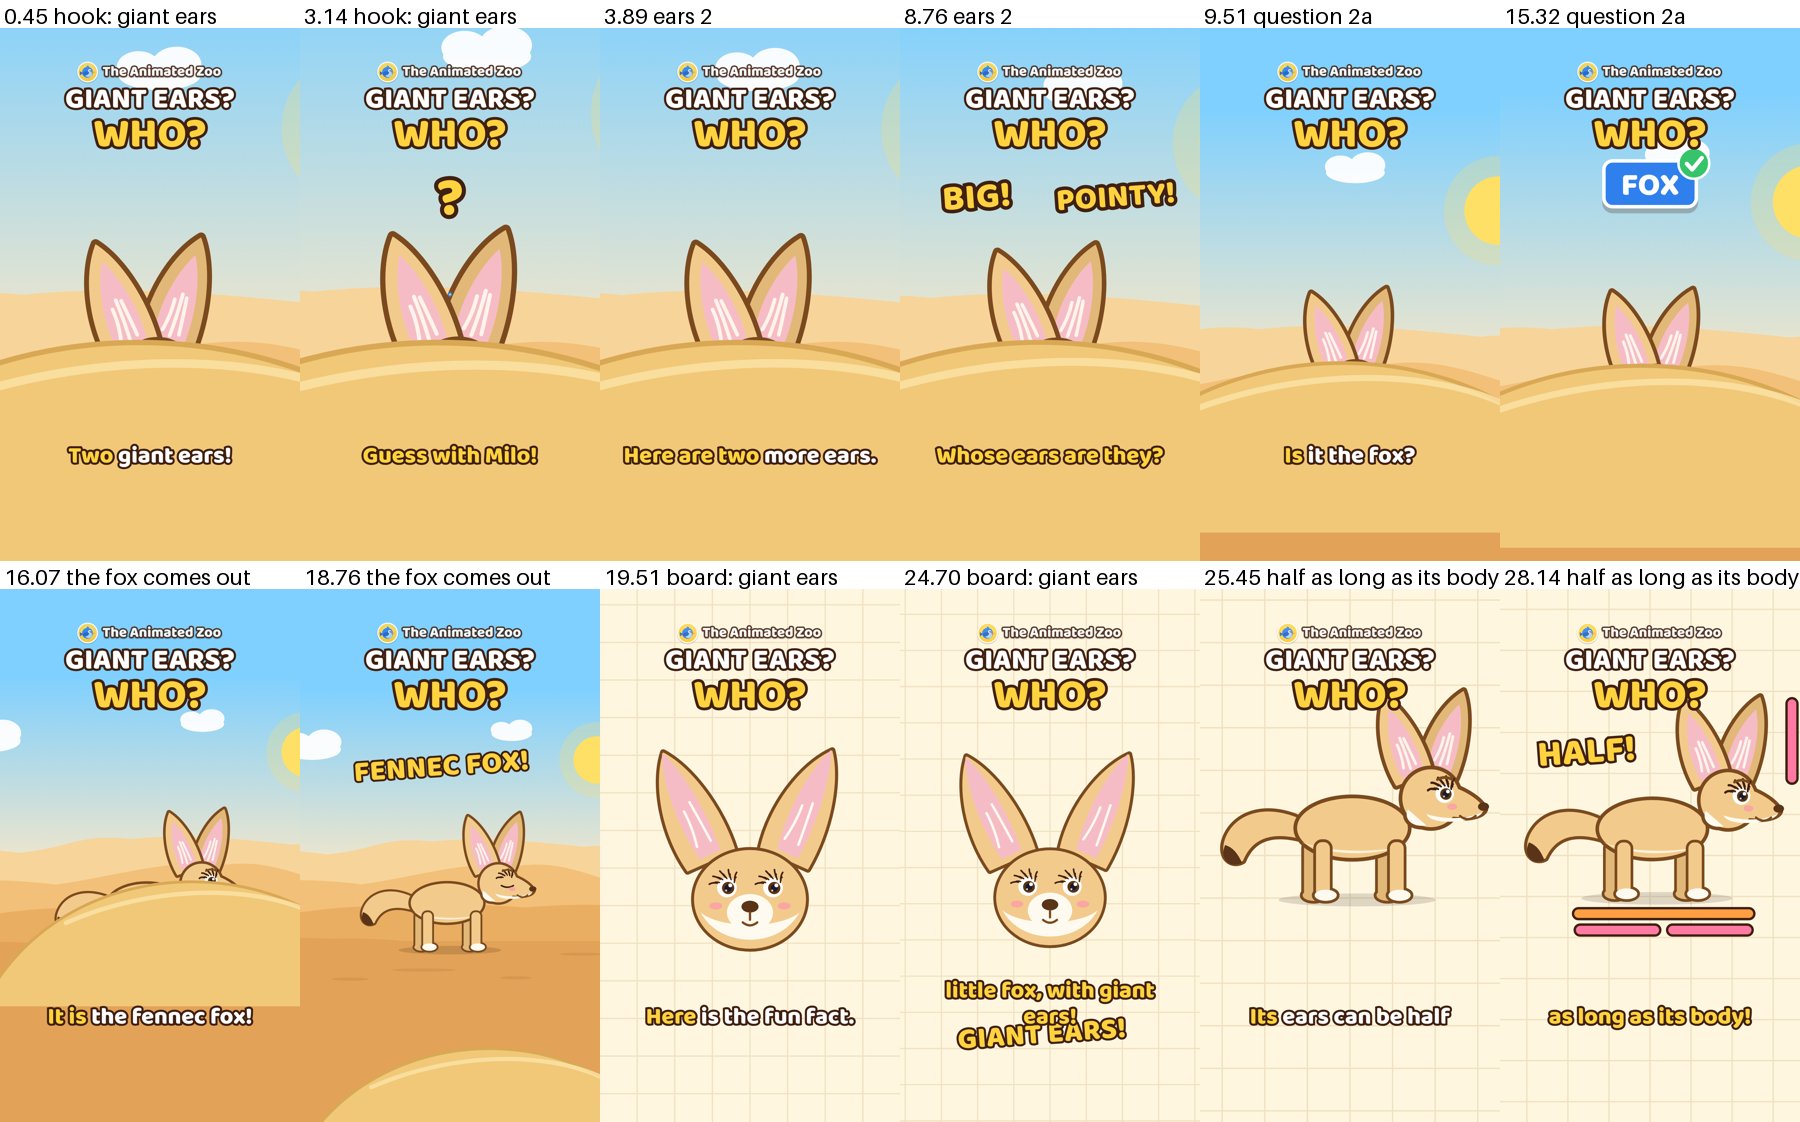 0.45 hook: giant ears
The Animated Zoo
GIANT EARS?
WHO?
Two giant ears!
3.14 hook: giant ears
The Animated Zoo
GIANT EARS?
WHO?
?
Guess with Milo!
3.89 ears 2
The Animated Zoo
GIANT EARS?
WHO?
Here are two more ears.
8.76 ears 2
The Animated Zoo
GIANT EARS?
WHO?
BIG! POINTY!
Whose ears are they?
9.51 question 2a
The Animated Zoo
GIANT EARS?
WHO?
Is it the fox?
15.32 question 2a
The Animated Zoo
GIANT EARS?
WHO?
FOX
16.07 the fox comes out
The Animated Zoo
GIANT EARS?
WHO?
It is the fennec fox!
18.76 the fox comes out
The Animated Zoo
GIANT EARS?
WHO?
FENNEC FOX!
19.51 board: giant ears
The Animated Zoo
GIANT EARS?
WHO?
Here is the fun fact.
24.70 board: giant ears
The Animated Zoo
GIANT EARS?
WHO?
little fox, with giant
ears!
GIANT EARS!
25.45 half as long as its body
The Animated Zoo
GIANT EARS?
WHO?
Its ears can be half
28.14 half as long as its body
The Animated Zoo
GIANT EARS?
WHO?
HALF!
as long as its body!